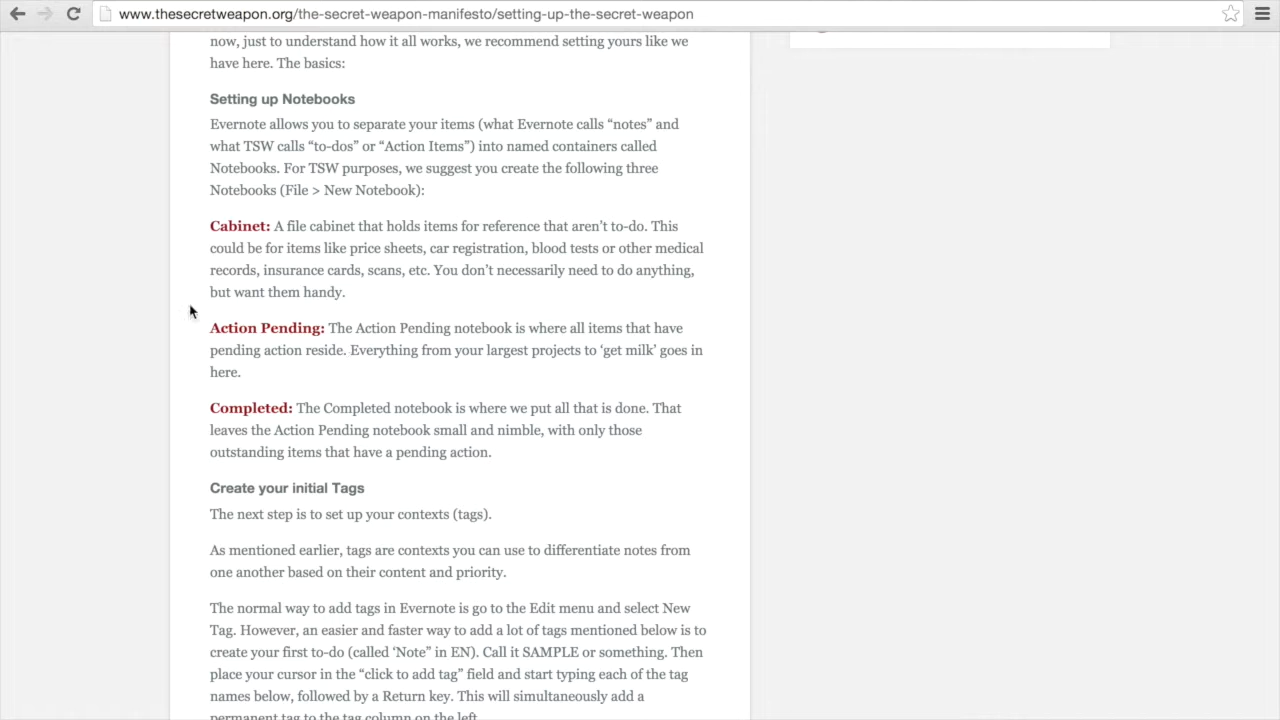 www.thesecretweapon.org/the-secret-weapon-manifesto/setting-up-the-secret-weapon
now, just to understand how it all works, we recommend setting yours like we
have here. The basics:
Setting up Notebooks
Evernote allows you to separate your items (what Evernote calls “notes” and
what TSW calls “to-dos” or “Action Items”) into named containers called
Notebooks. For TSW purposes, we suggest you create the following three
Notebooks (File > New Notebook):
Cabinet: A file cabinet that holds items for reference that aren’t to-do. This
could be for items like price sheets, car registration, blood tests or other medical
records, insurance cards, scans, etc. You don’t necessarily need to do anything,
but want them handy.
Action Pending: The Action Pending notebook is where all items that have
pending action reside. Everything from your largest projects to ‘get milk’ goes in
here.
Completed: The Completed notebook is where we put all that is done. That
leaves the Action Pending notebook small and nimble, with only those
outstanding items that have a pending action.
Create your initial Tags
The next step is to set up your contexts (tags).
As mentioned earlier, tags are contexts you can use to differentiate notes from
one another based on their content and priority.
The normal way to add tags in Evernote is go to the Edit menu and select New
Tag. However, an easier and faster way to add a lot of tags mentioned below is to
create your first to-do (called ‘Note” in EN). Call it SAMPLE or something. Then
place your cursor in the “click to add tag” field and start typing each of the tag
names below, followed by a Return key. This will simultaneously add a
permanent tag to the tag column on the left.